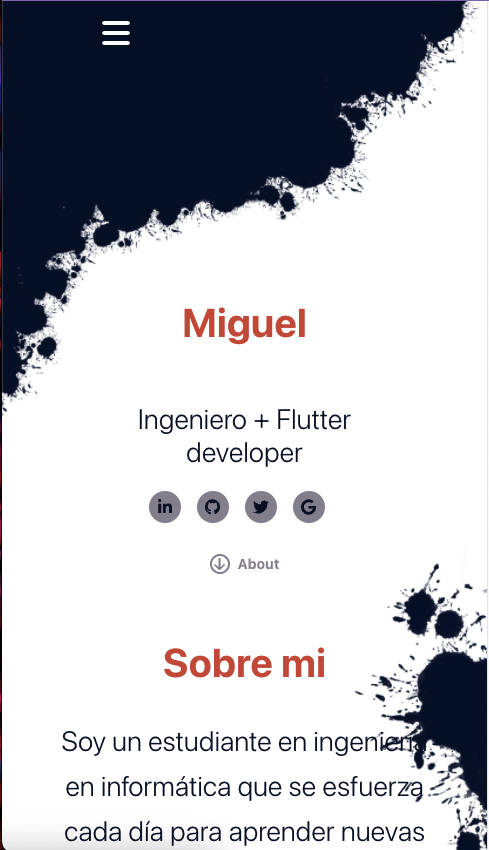 Miguel
Ingeniero + Flutter
developer
About
Sobre mi
Soy un estudiante en ingeniería
en informática que se esfuerza
cada día para aprender nuevas